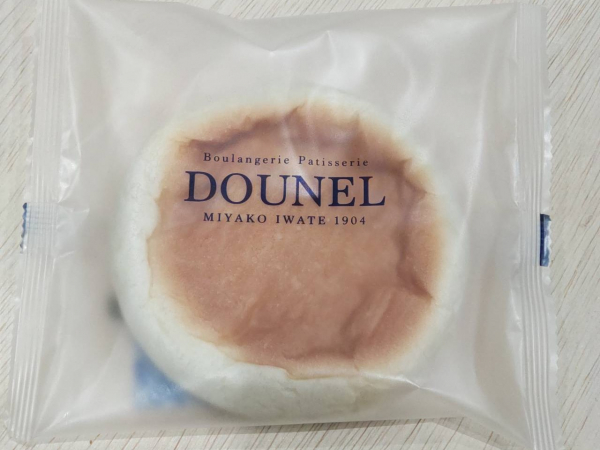 Boulangerie Patisserie
DOUNEL
MIYAKO IWATE 1904